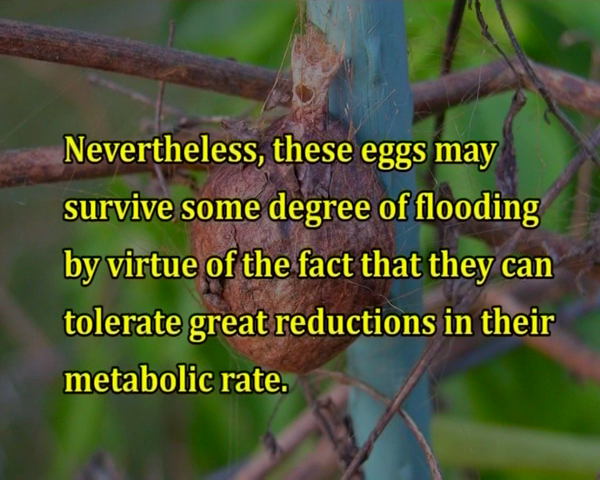 Nevertheless, these eggs may
survive some degree of flooding
by virtue of the fact that they can
tolerate great reductions in their
metabolic rate.